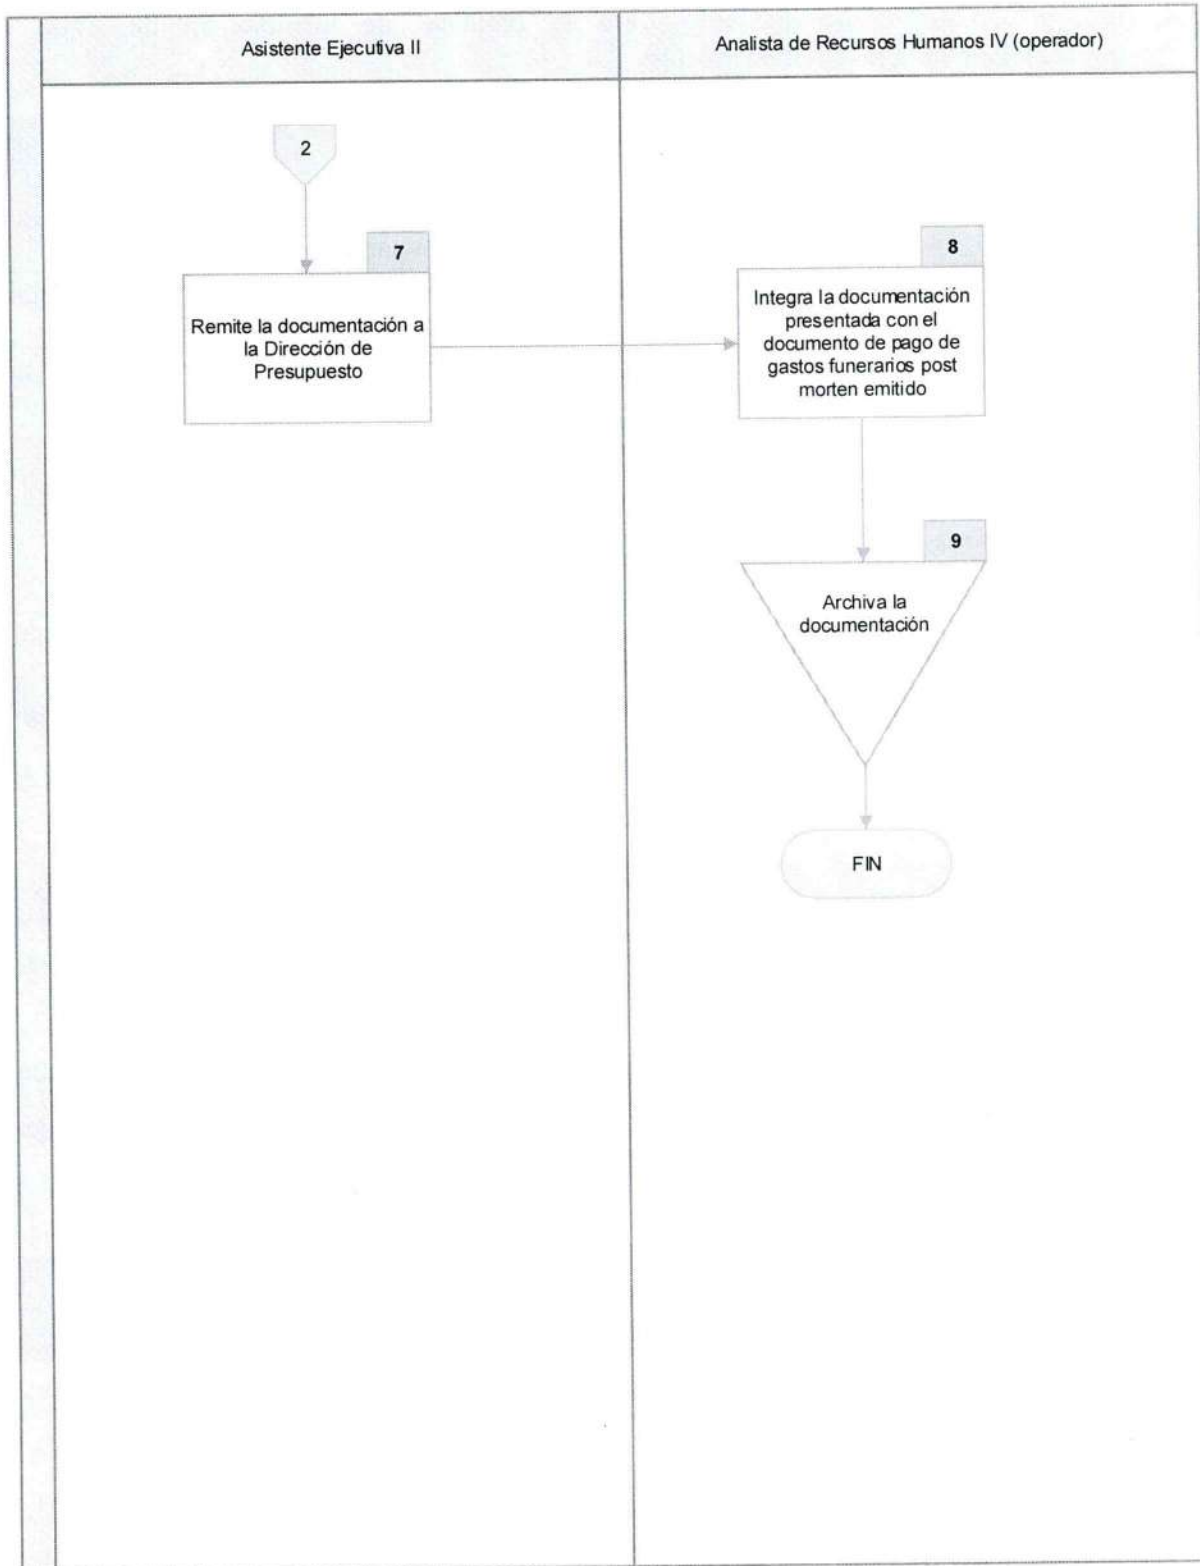 Asistente Ejecutiva II
Analista de Recursos Humanos IV (operador)
2
7
Remite la documentación a
la Dirección de
Presupuesto
8
Integra la documentación
presentada con el
documento de pago de
gastos funerarios post
morten emitido
9
Archiva la
documentación
FIN